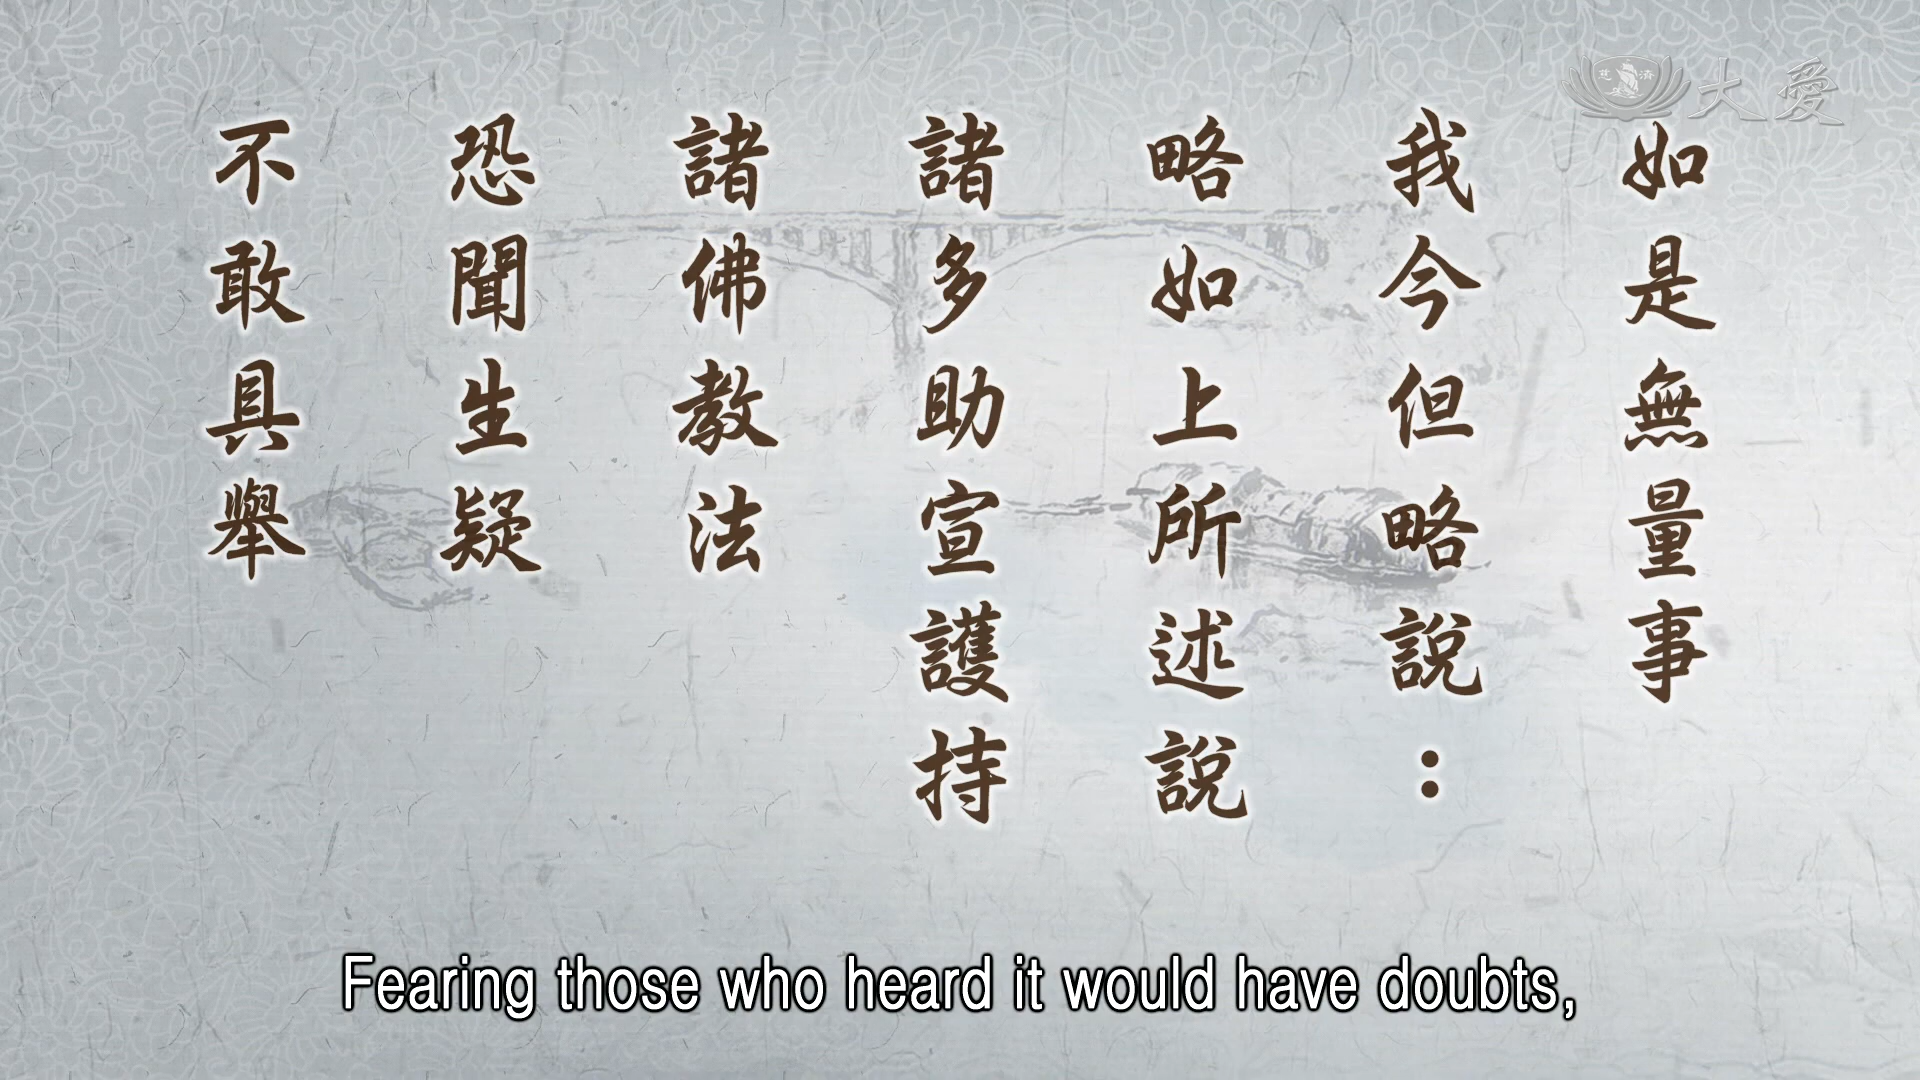 如是無量事
我今但略說：
略如上所述說
諸多助宣護持
諸佛教法
恐聞生疑
不敢具舉
慈濟
大愛
Fearing those who heard it would have doubts,